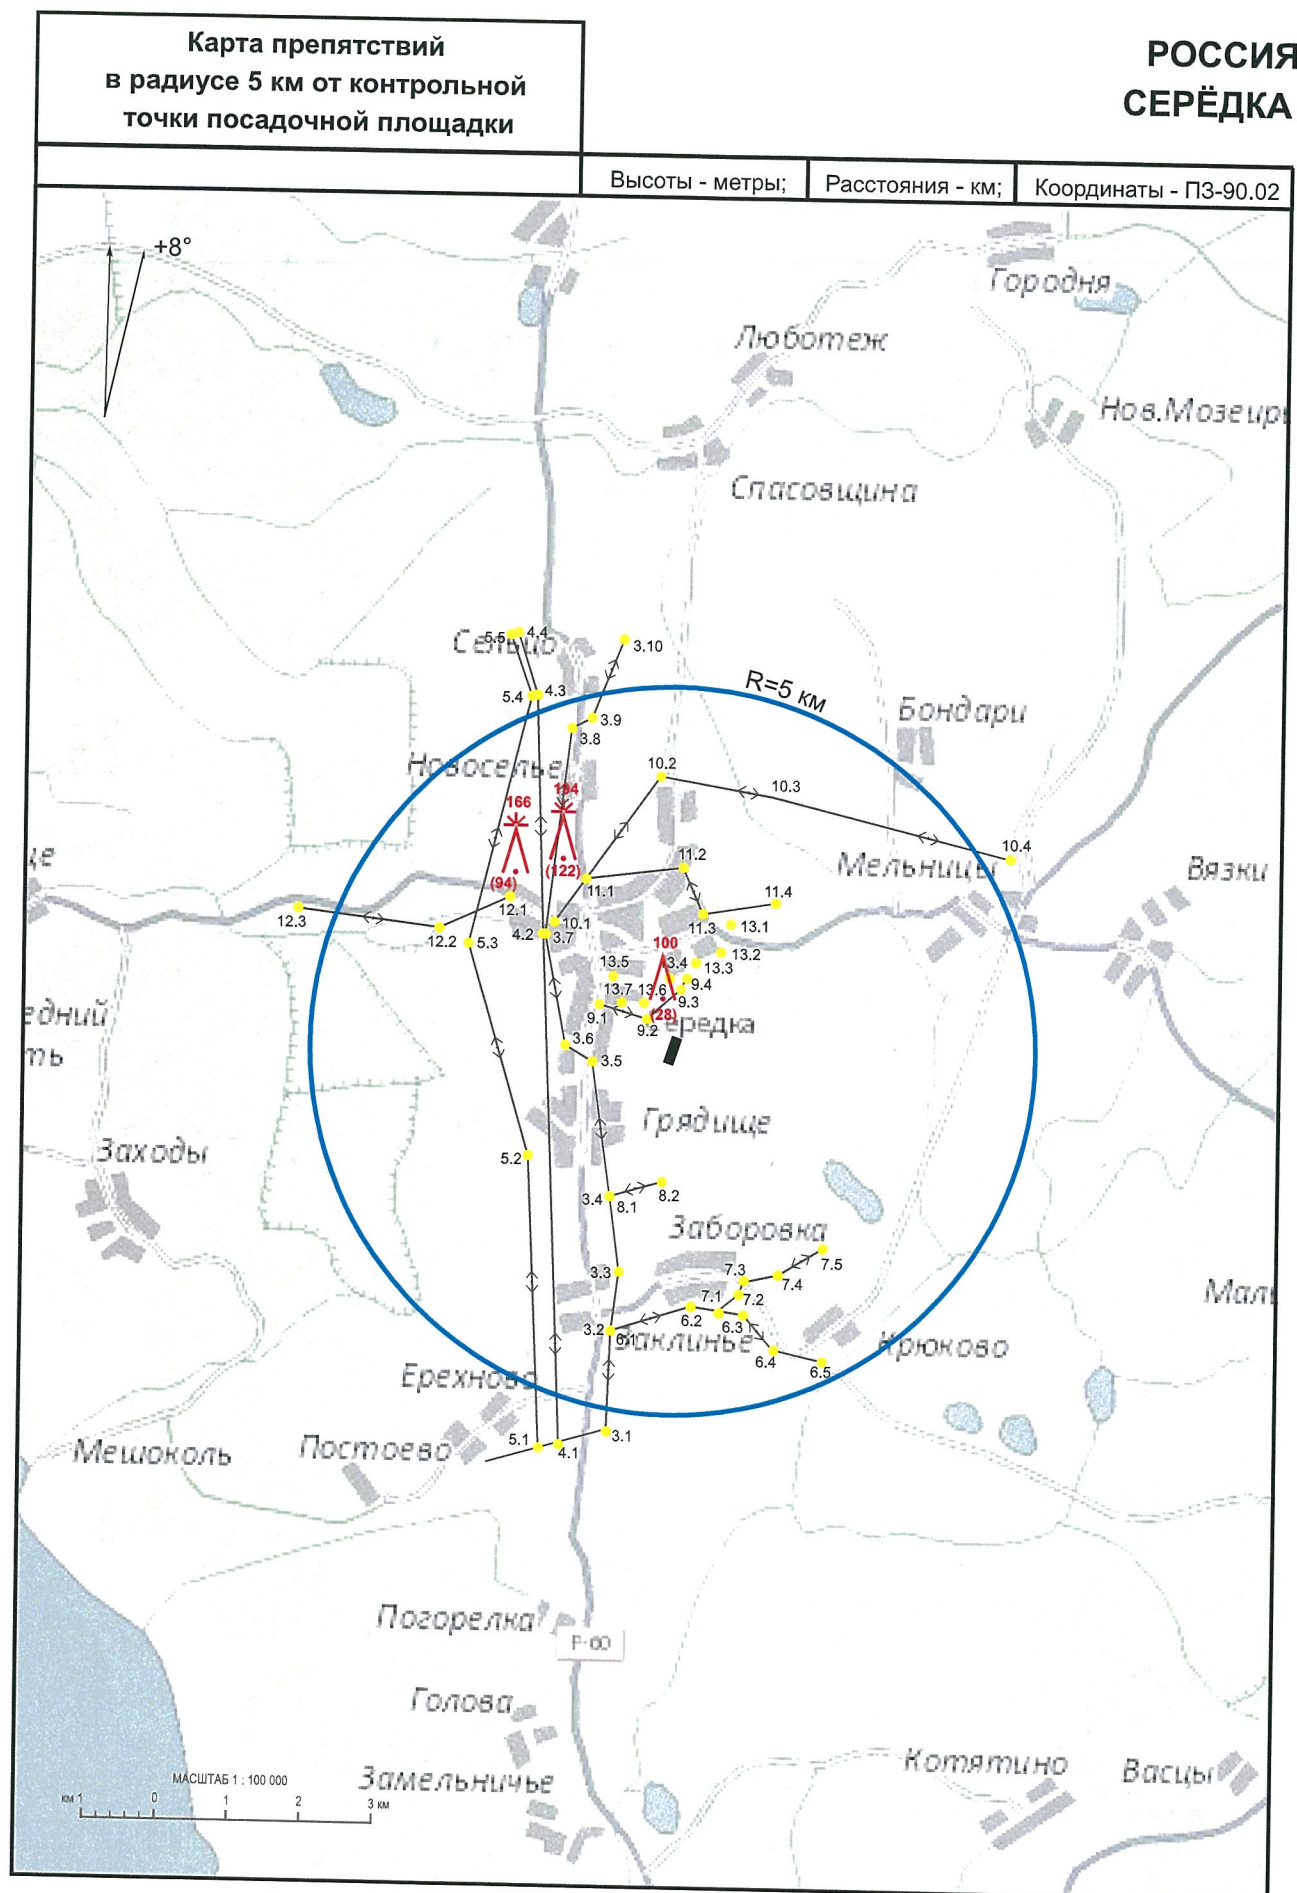 Карта препятствий
в радиусе 5 км от контрольной
точки посадочной площадки
РОССИЯ
СЕРЁДКА
Высоты - метры;
Расстояния - км;
Координаты - ПЗ-90.02
+8°
Городня
Люботеж
Нов.Мозеир
Спасовщина
Сельцо
5.5
4.4
3.10
5.4
4.3
R=5 км
3.9
3.8
Бондари
Новоселье
10.2
10.3
166
194
10.4
Мельницы
Вязки
11.2
(94)
(122)
11.1
11.4
12.1
12.3
12.2
5.3
4.2
3.7
10.1
11.3
13.1
100
13.2
13.5
3.4
13.3
13.7
13.6
9.4
9.3
9.1
9.2
(28)
ередка
едний
ть
3.6
3.5
Грядище
Заходы
5.2
3.4
8.1
8.2
Заборовка
7.5
3.3
7.3
7.4
7.1
7.2
3.2
6.1
6.2
6.3
аклинье
6.4
6.5
Крюково
Мал
Ерехново
Мешоколь
Постоево
5.1
4.1
3.1
Погорелка
Р-60
Голова
Замельничье
Котятино
Васцы
МАСШТАБ 1 : 100 000
км 1
0
1
2
3 км